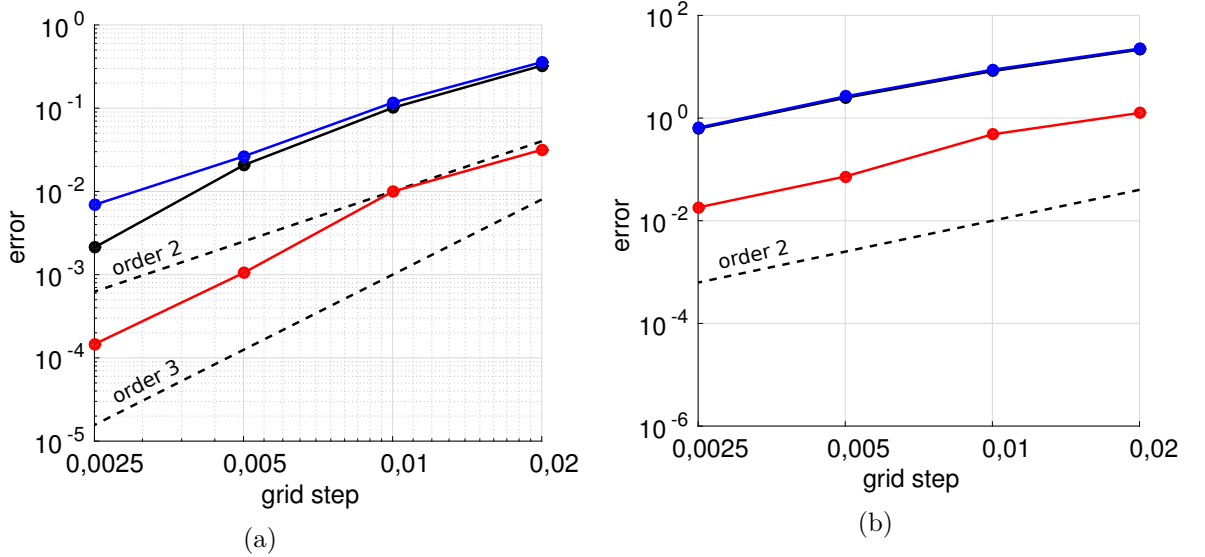 10^0
10^-1
10^-2
10^-3
10^-4
10^-5
error
order 2
order 3
0,0025 0,005 0,01 0,02
grid step
(a)
10^2
10^0
10^-2
10^-4
10^-6
error
order 2
0,0025 0,005 0,01 0,02
grid step
(b)